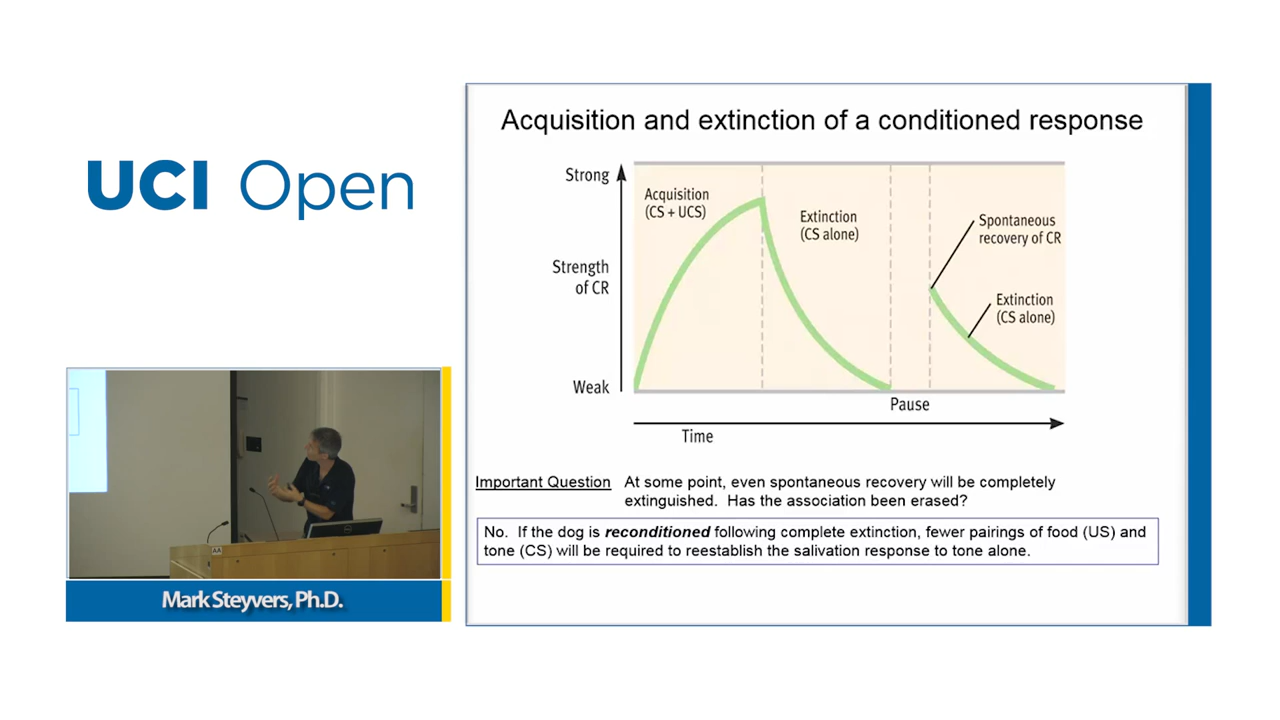 UCI Open
Acquisition and extinction of a conditioned response
Strong
Acquisition
(CS + UCS)
Extinction
(CS alone)
Spontaneous
recovery of CR
Strength
of CR
Extinction
(CS alone)
Weak
Pause
Time
Important Question At some point, even spontaneous recovery will be completely
extinguished. Has the association been erased?
No. If the dog is reconditioned following complete extinction, fewer pairings of food (US) and
tone (CS) will be required to reestablish the salivation response to tone alone.
AA
Mark Steyvers, Ph.D.